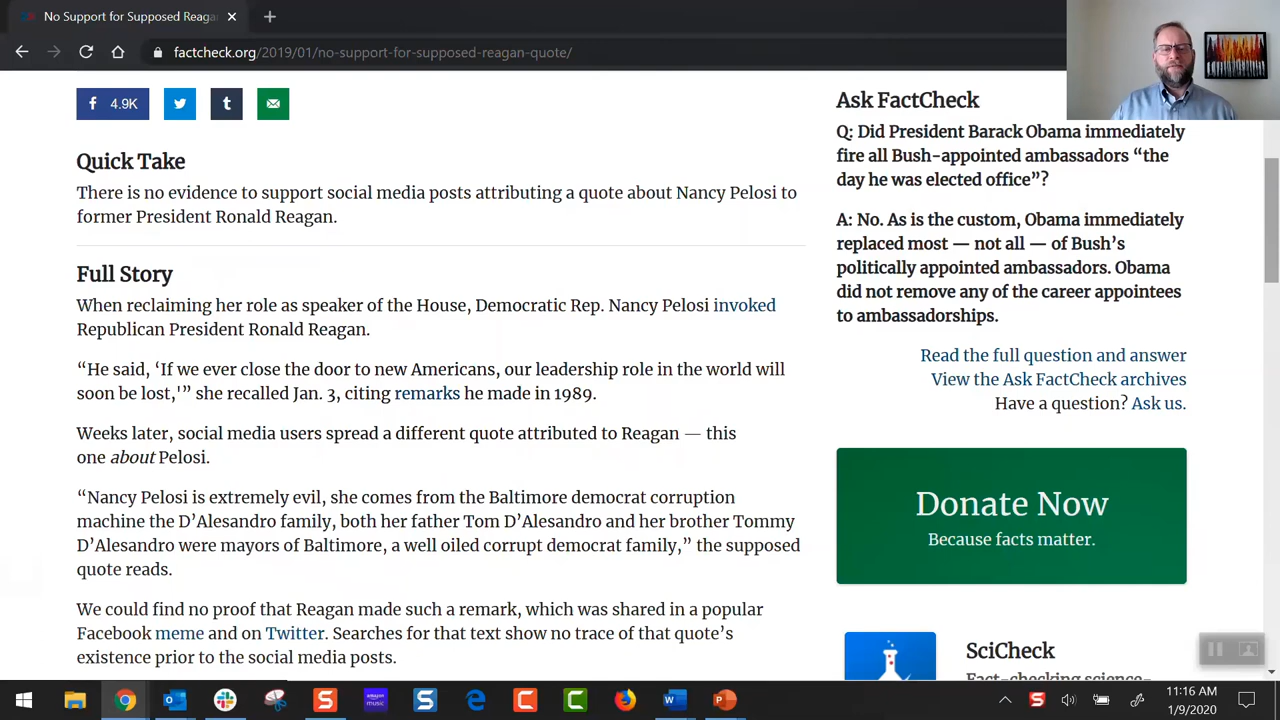 No Support for Supposed Reaga
factcheck.org/2019/01/no-support-for-supposed-reagan-quote/
4.9K
Quick Take
There is no evidence to support social media posts attributing a quote about Nancy Pelosi to
former President Ronald Reagan.
Full Story
When reclaiming her role as speaker of the House, Democratic Rep. Nancy Pelosi invoked
Republican President Ronald Reagan.
“He said, ‘If we ever close the door to new Americans, our leadership role in the world will
soon be lost,'” she recalled Jan. 3, citing remarks he made in 1989.
Weeks later, social media users spread a different quote attributed to Reagan — this
one about Pelosi.
“Nancy Pelosi is extremely evil, she comes from the Baltimore democrat corruption
machine the D’Alesandro family, both her father Tom D’Alesandro and her brother Tommy
D’Alesandro were mayors of Baltimore, a well oiled corrupt democrat family,” the supposed
quote reads.
We could find no proof that Reagan made such a remark, which was shared in a popular
Facebook meme and on Twitter. Searches for that text show no trace of that quote’s
existence prior to the social media posts.
Ask FactCheck
Q: Did President Barack Obama immediately
fire all Bush-appointed ambassadors “the
day he was elected office”?
A: No. As is the custom, Obama immediately
replaced most — not all — of Bush’s
politically appointed ambassadors. Obama
did not remove any of the career appointees
to ambassadorships.
Read the full question and answer
View the Ask FactCheck archives
Have a question? Ask us.
Donate Now
Because facts matter.
SciCheck
Fact-checking science-
amazon
music
11:16 AM
1/9/2020